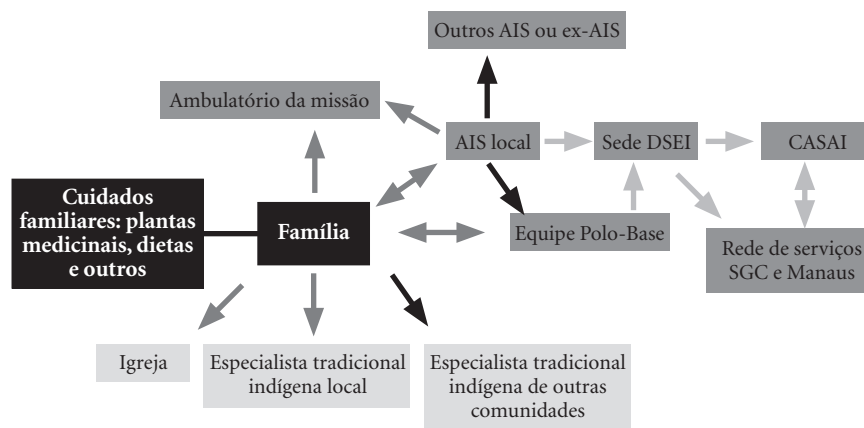 Outros AIS ou ex-AIS
Ambulatório da missão
AIS local
Sede DSEI
CASAI
Cuidados
familiares: plantas
medicinais, dietas
e outros
Família
Equipe Polo-Base
Rede de serviços
SGC e Manaus
Igreja
Especialista tradicional
indígena local
Especialista tradicional
indígena de outras
comunidades